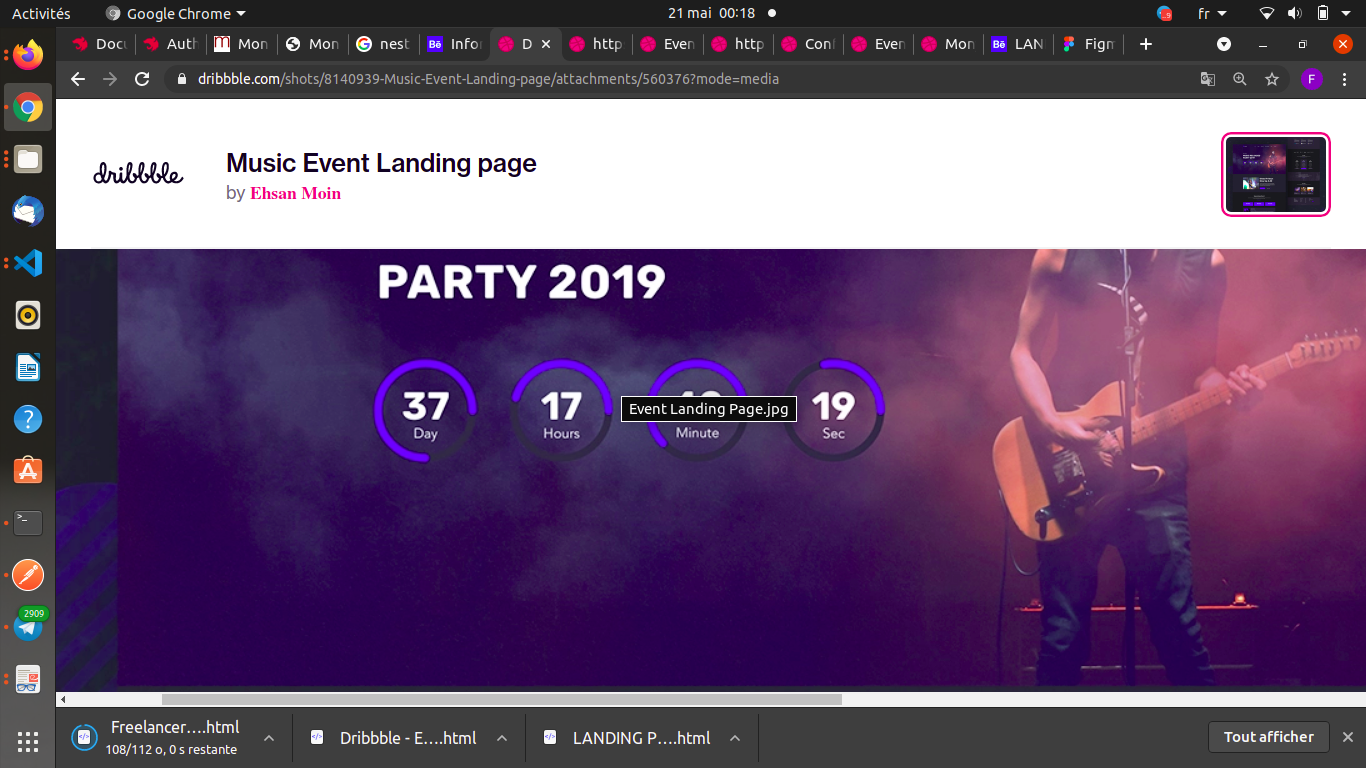 Activités
Google Chrome
21 mai 00:18
fr
Docu
Auth
Mon
Mon
nest
Infor
D
http
Even
http
Con
Even
Mon
LAN
Figm
dribbble.com/shots/8140939-Music-Event-Landing-page/attachments/560376?mode=media
F
dribbble
Music Event Landing page
by Ehsan Moin
PARTY 2019
37
17
19
Day
Hours
Minute
Sec
Event Landing Page.jpg
2909
Freelancer….html
108/112 o, 0 s restante
Dribbble - E….html
LANDING P….html
Tout afficher